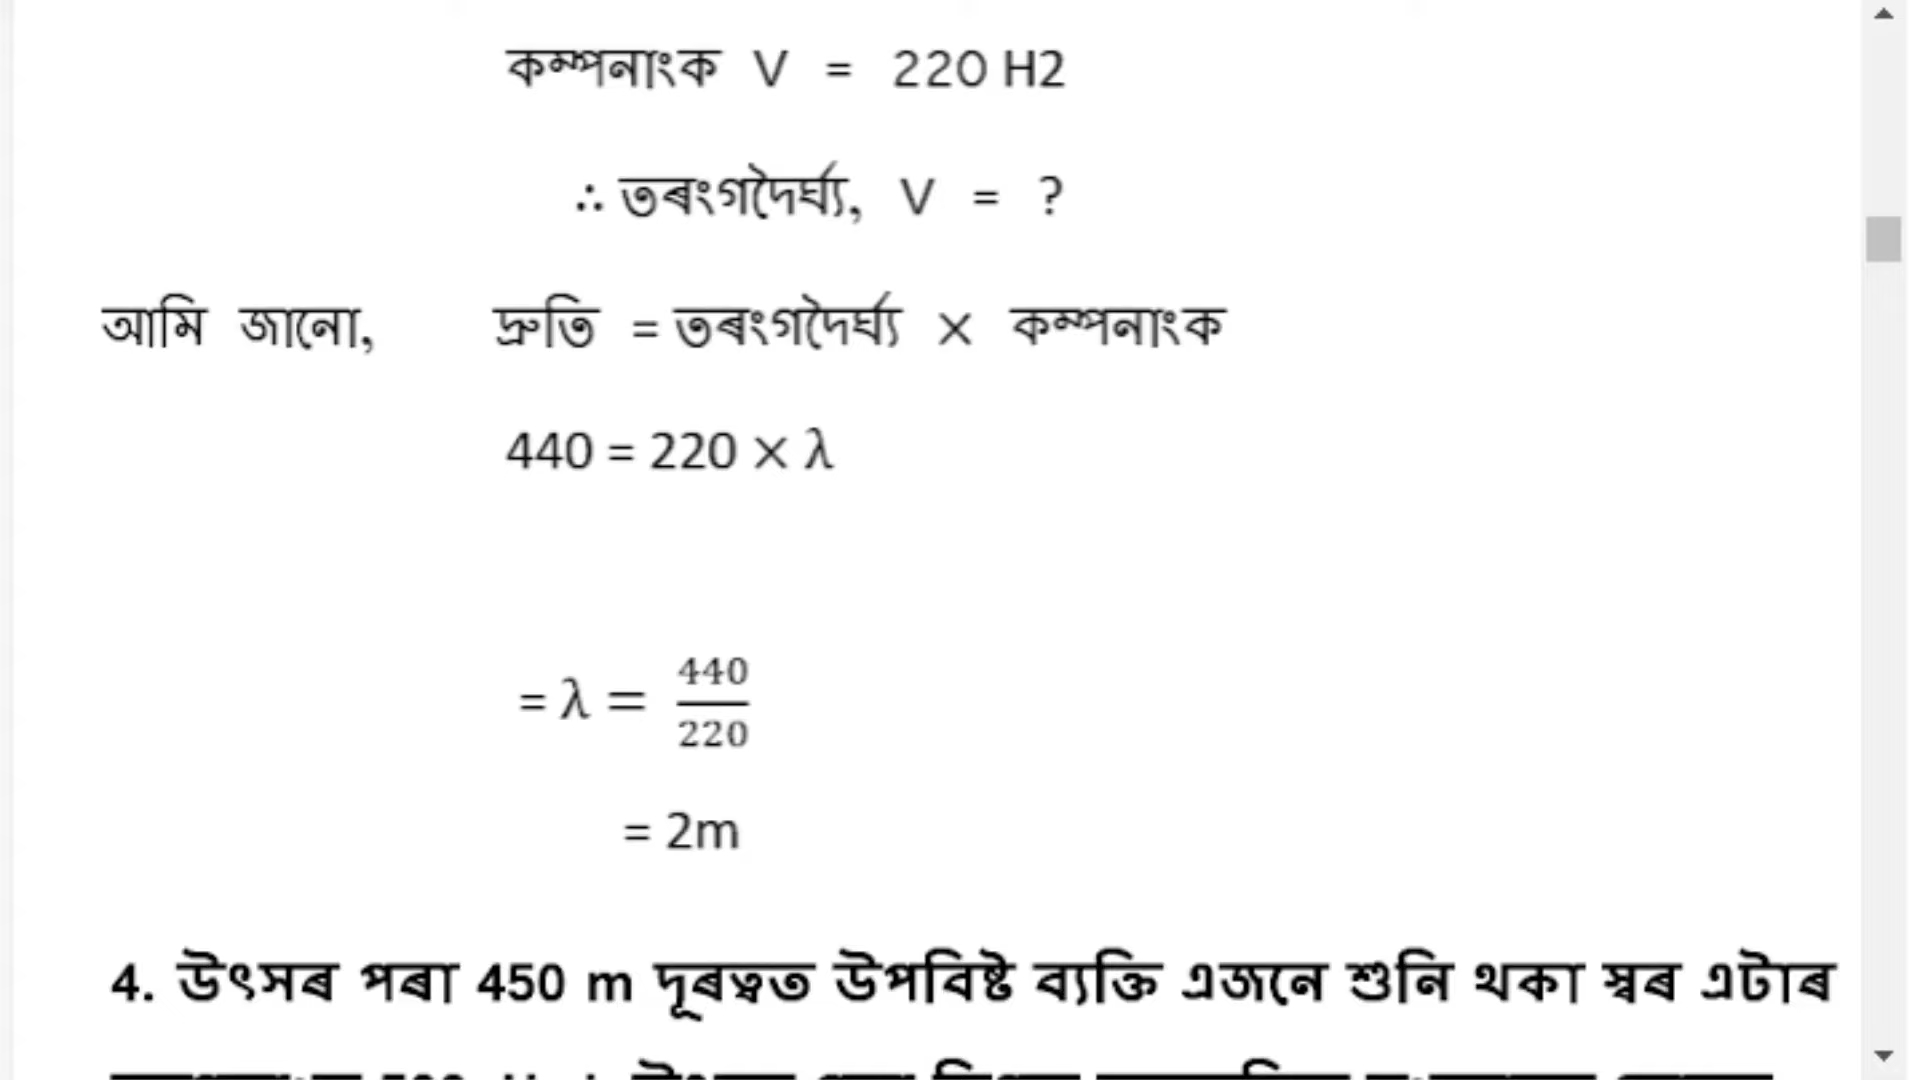 কম্পনাংক V = 220 H2
∴ তৰংগদৈৰ্ঘ্য, V = ?
আমি জানো, দ্ৰুতি = তৰংগদৈৰ্ঘ্য × কম্পনাংক
440 = 220 × λ
= λ = 440/220
= 2m
4. উৎসৰ পৰা 450 m দূৰত্বত উপবিষ্ট ব্যক্তি এজনে শুনি থকা স্বৰ এটাৰ